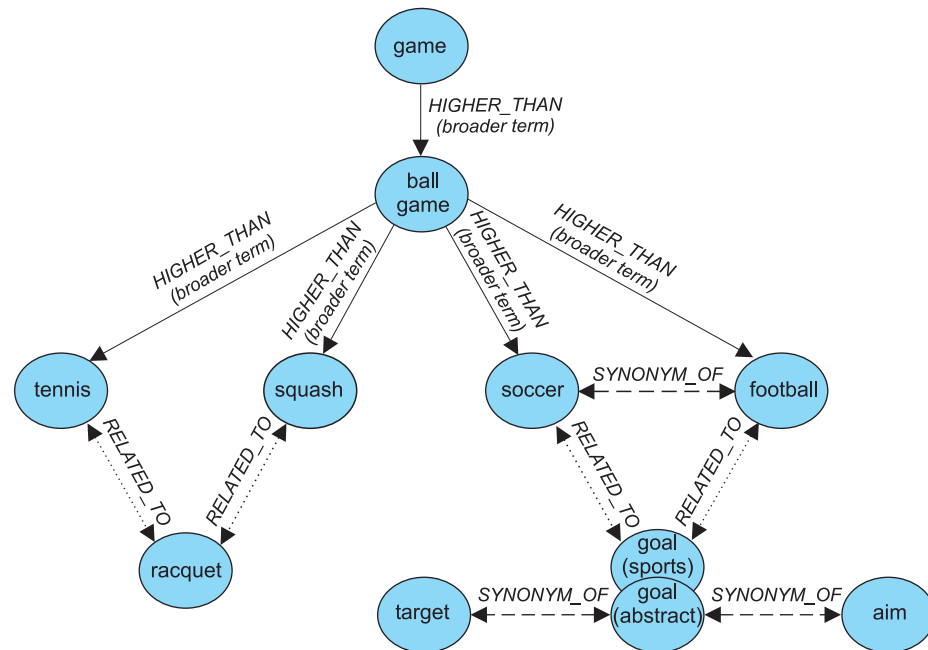 game
HIGHER_THAN
(broader term)
ball
game
HIGHER_THAN
(broader term)
HIGHER_THAN
(broader term)
HIGHER_THAN
(broader term)
HIGHER_THAN
(broader term)
tennis
squash
soccer
SYNONYM_OF
football
RELATED_TO
RELATED_TO
RELATED_TO
RELATED_TO
racquet
goal
(sports)
target
SYNONYM_OF
goal
(abstract)
SYNONYM_OF
aim